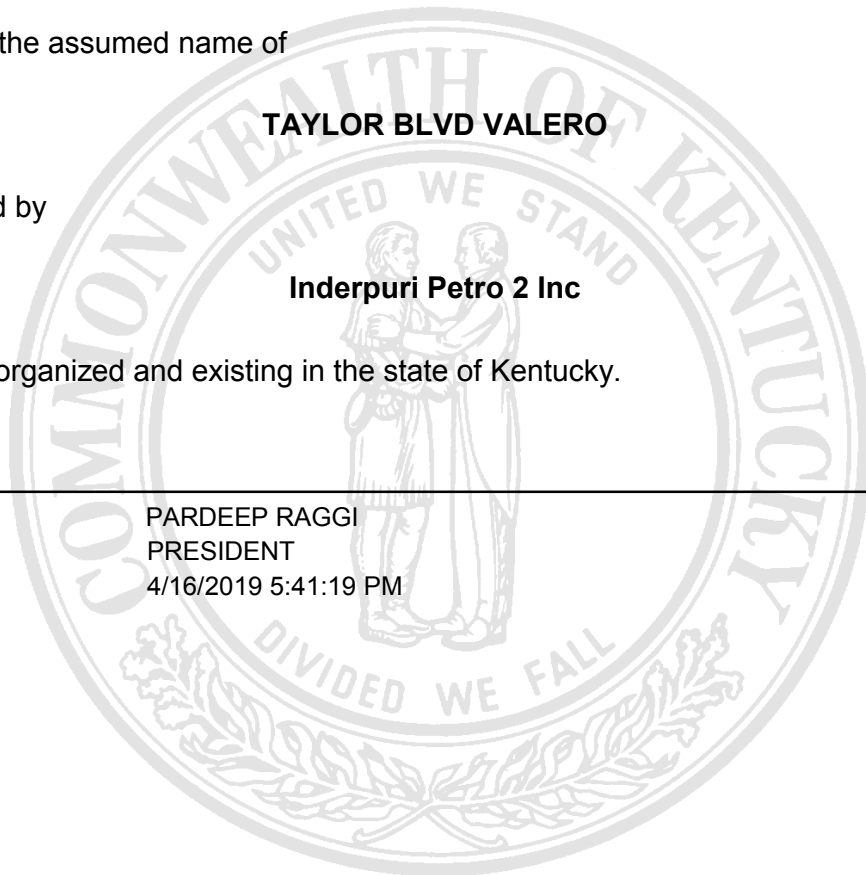 the assumed name of
TAYLOR BLVD VALERO
d by
Inderpuri Petro 2 Inc
organized and existing in the state of Kentucky.
PARDEEP RAGGI
PRESIDENT
4/16/2019 5:41:19 PM
COMMONWEALTH OF KENTUCKY
UNITED WE STAND
DIVIDED WE FALL